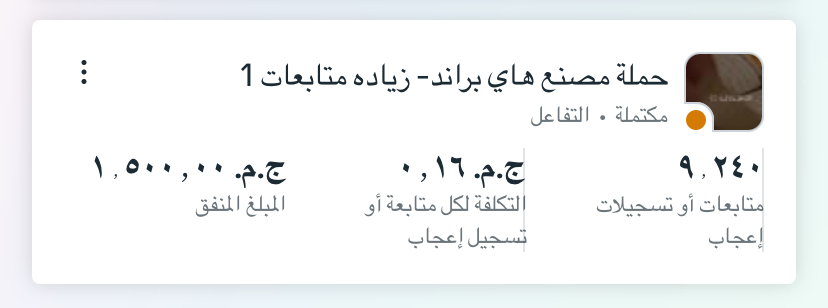 حملة مصنع هاي براند- زياده متابعات 1
مكتملة • التفاعل
٩,٢٤٠
متابعات أو تسجيلات
إعجاب
ج.م. ٠,١٦
التكلفة لكل متابعة أو
تسجيل إعجاب
ج.م. ١,٥٠٠,٠٠
المبلغ المنفق